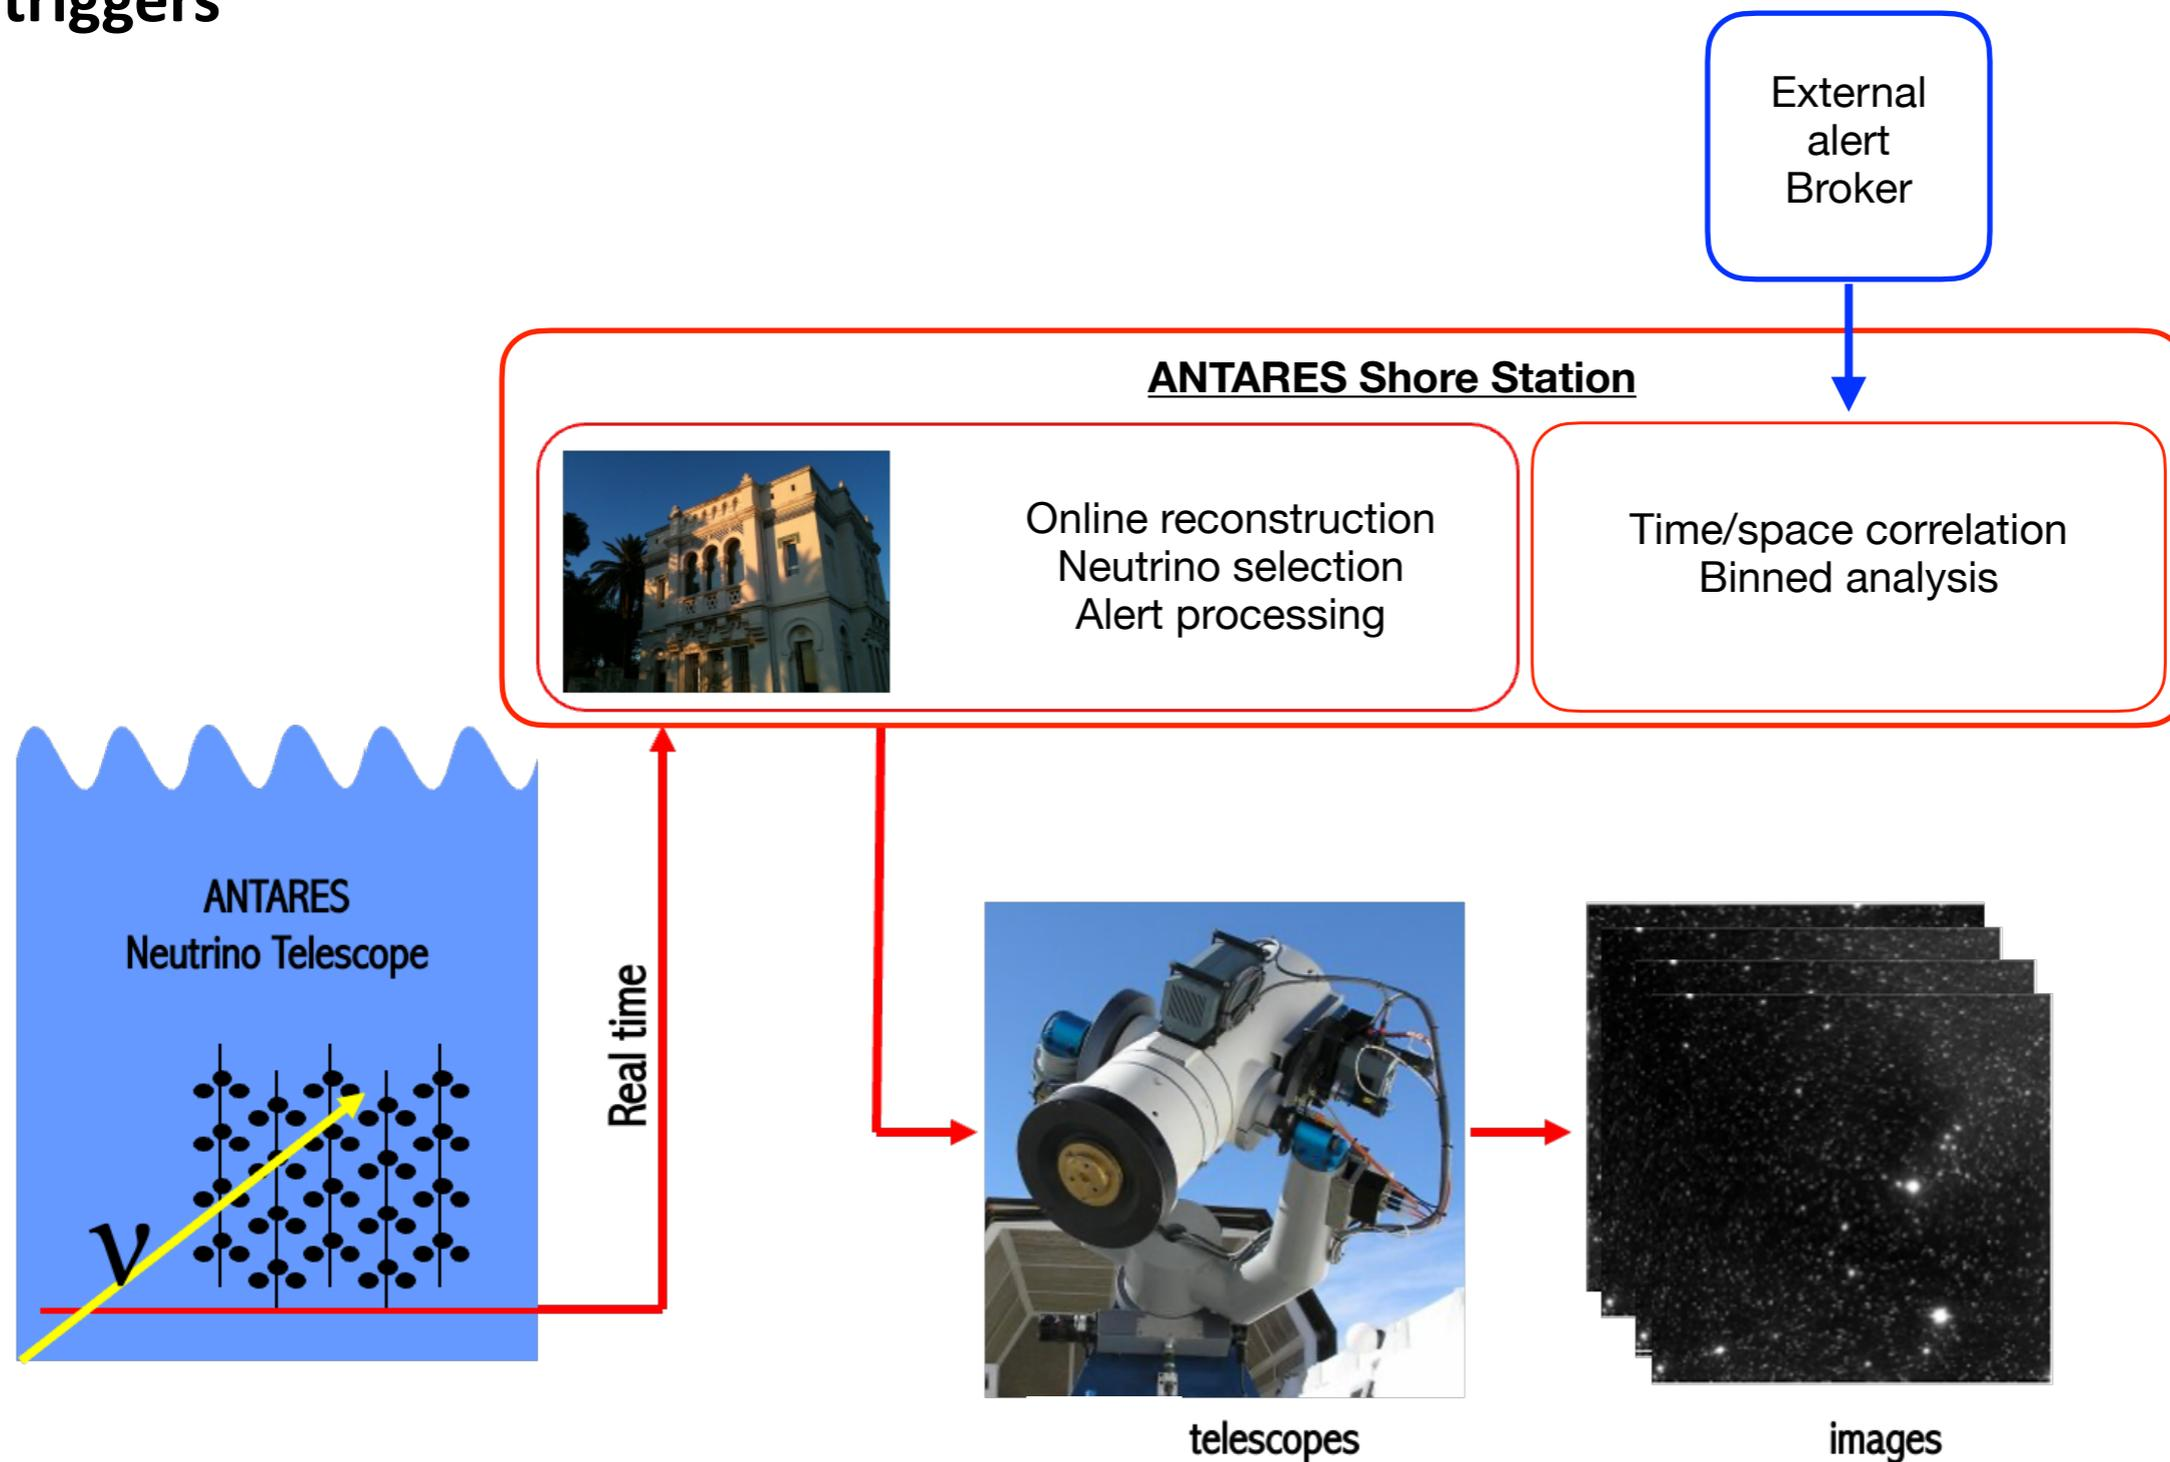 triggers
External
alert
Broker
ANTARES Shore Station
Online reconstruction
Neutrino selection
Alert processing
Time/space correlation
Binned analysis
ANTARES
Neutrino Telescope
Real time
ν
telescopes
images